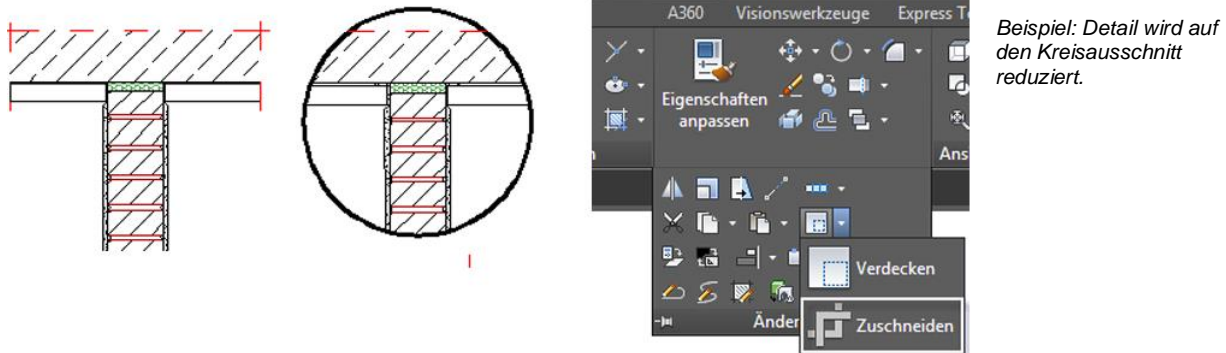 A360 Visionswerkzeuge Express T
Eigenschaften
anpassen
Ans
Verdecken
Änder
Zuschneiden
Beispiel: Detail wird auf
den Kreisausschnitt
reduziert.